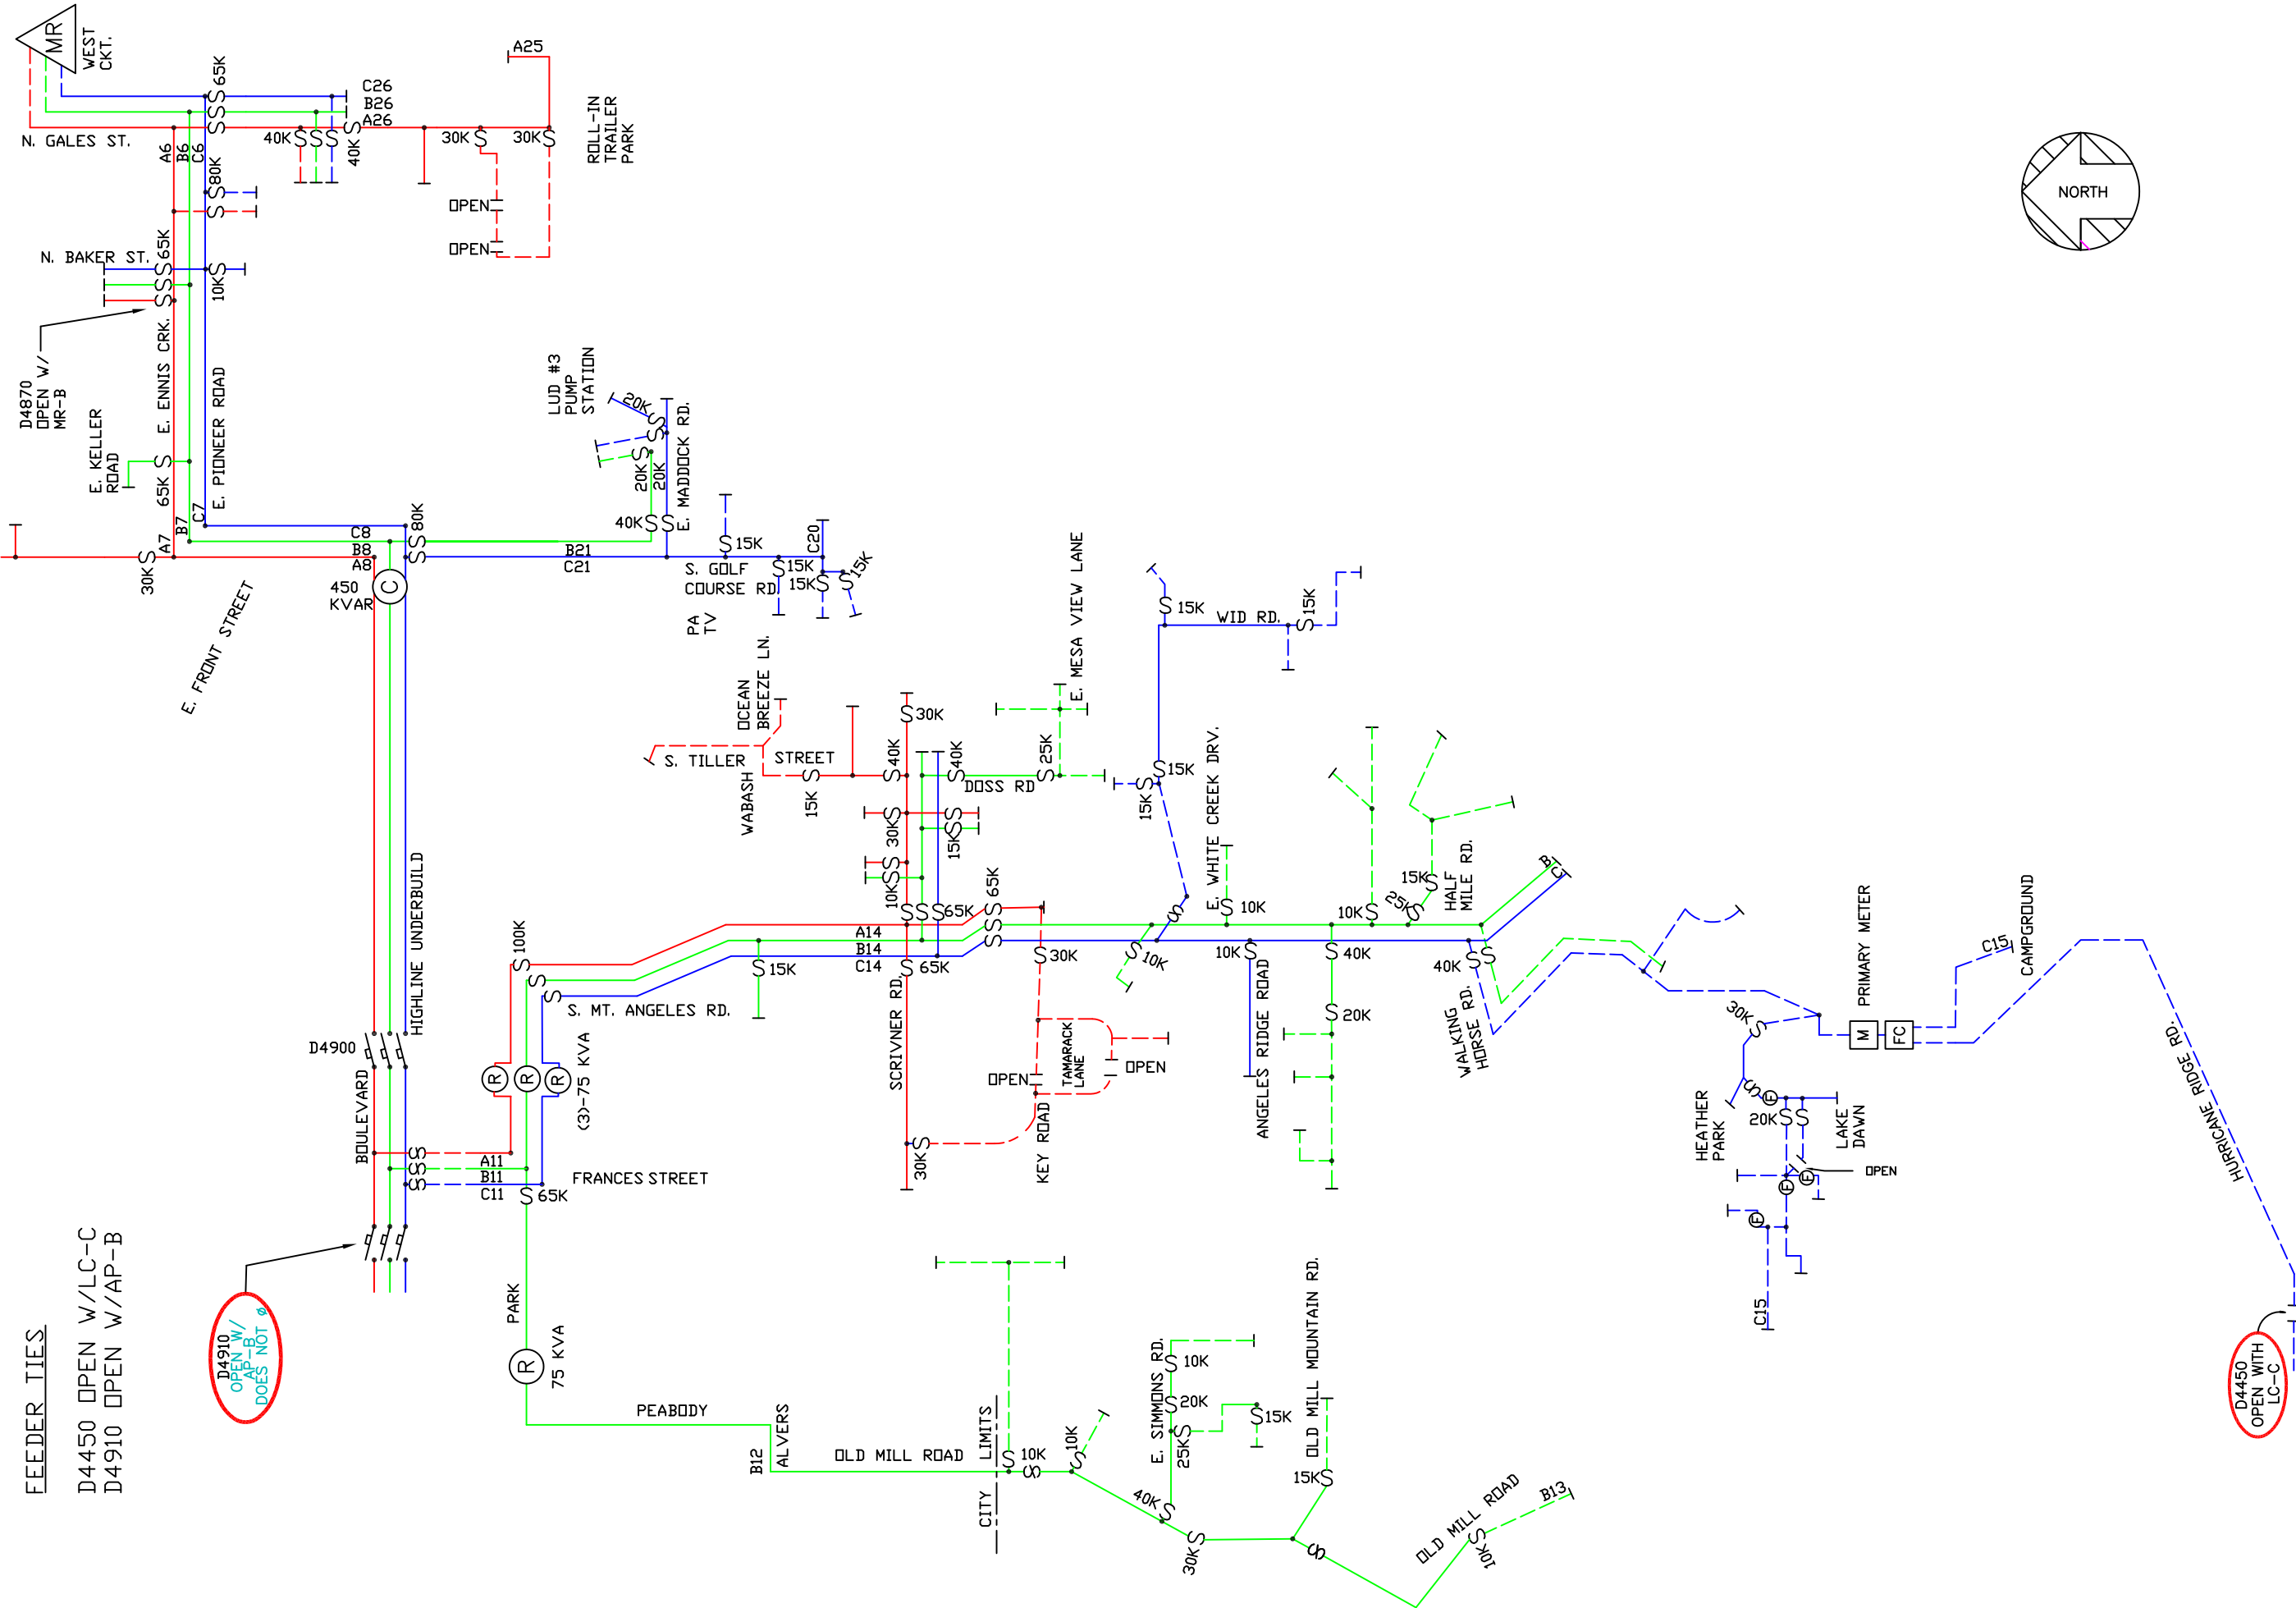 MR
WEST
CKT.
N. GALES ST.
65K
C26
B26
A26
A25
A6
B6
C6
40K
40K
30K
30K
ROLL-IN
TRAILER
PARK
80K
OPEN
OPEN
N. BAKER ST.
65K
10K
D4870
OPEN W/
MR-B
E. ENNIS CRK.
E. PIONEER ROAD
E. KELLER
ROAD
65K
B7
C7
A7
30K
C8
B8
A8
80K
450
KVAR
C
E. FRONT STREET
LUD #3
PUMP
STATION
20K
20K
20K
40K
E. MADDOCK RD.
B21
C21
15K
C20
S. GOLF
COURSE RD.
15K
15K
15K
PA
TV
NORTH
OCEAN
BREEZE LN.
S. TILLER
STREET
WABASH
15K
40K
30K
40K
25K
DOSS RD
E. MESA VIEW LANE
30K
15K
10K
65K
65K
15K
WID RD.
15K
15K
15K
E. WHITE CREEK DRV.
10K
10K
25K
15K
HALF
MILE RD.
B
C
HIGHLINE UNDERBUILD
100K
A14
B14
C14
15K
65K
S. MT. ANGELES RD.
SCRIVNER RD.
30K
10K
10K
40K
40K
20K
D4900
BOULEVARD
R
R
R
(3)-75 KVA
OPEN
TAMARACK
LANE
OPEN
30K
KEY ROAD
ANGELES RIDGE ROAD
WALKING
HORSE RD.
A11
B11
C11
65K
FRANCES STREET
PARK
R
75 KVA
PEABODY
B12
ALVERS
OLD MILL ROAD
CITY LIMITS
10K
10K
40K
30K
E. SIMMONS RD.
10K
20K
25K
15K
OLD MILL MOUNTAIN RD.
15K
OLD MILL ROAD
10K
B13
PRIMARY METER
M
FC
C15
CAMPGROUND
30K
HEATHER
PARK
20K
F
LAKE
DAWN
F
F
OPEN
F
C15
HURRICANE RIDGE RD.
D4450
OPEN WITH
LC-C
D4910
OPEN W/
AP-B
DOES NOT Ø
FEEDER TIES
D4450 OPEN W/LC-C
D4910 OPEN W/AP-B